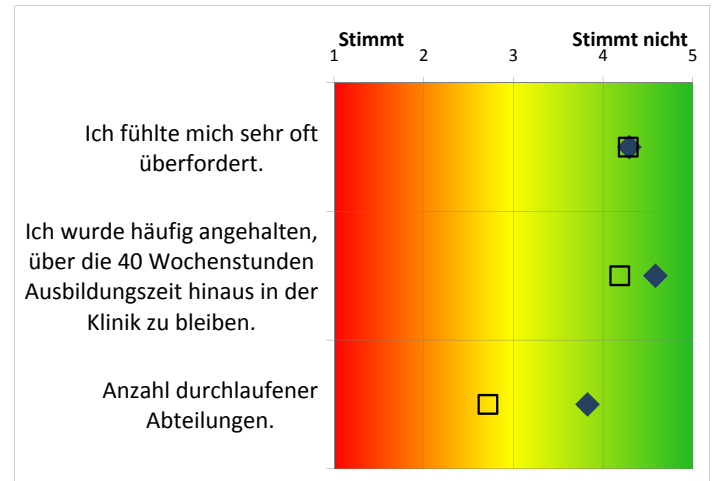 Stimmt Stimmt nicht
1 2 3 4 5
Ich fühlte mich sehr oft
überfordert.
Ich wurde häufig angehalten,
über die 40 Wochenstunden
Ausbildungszeit hinaus in der
Klinik zu bleiben.
Anzahl durchlaufener
Abteilungen.